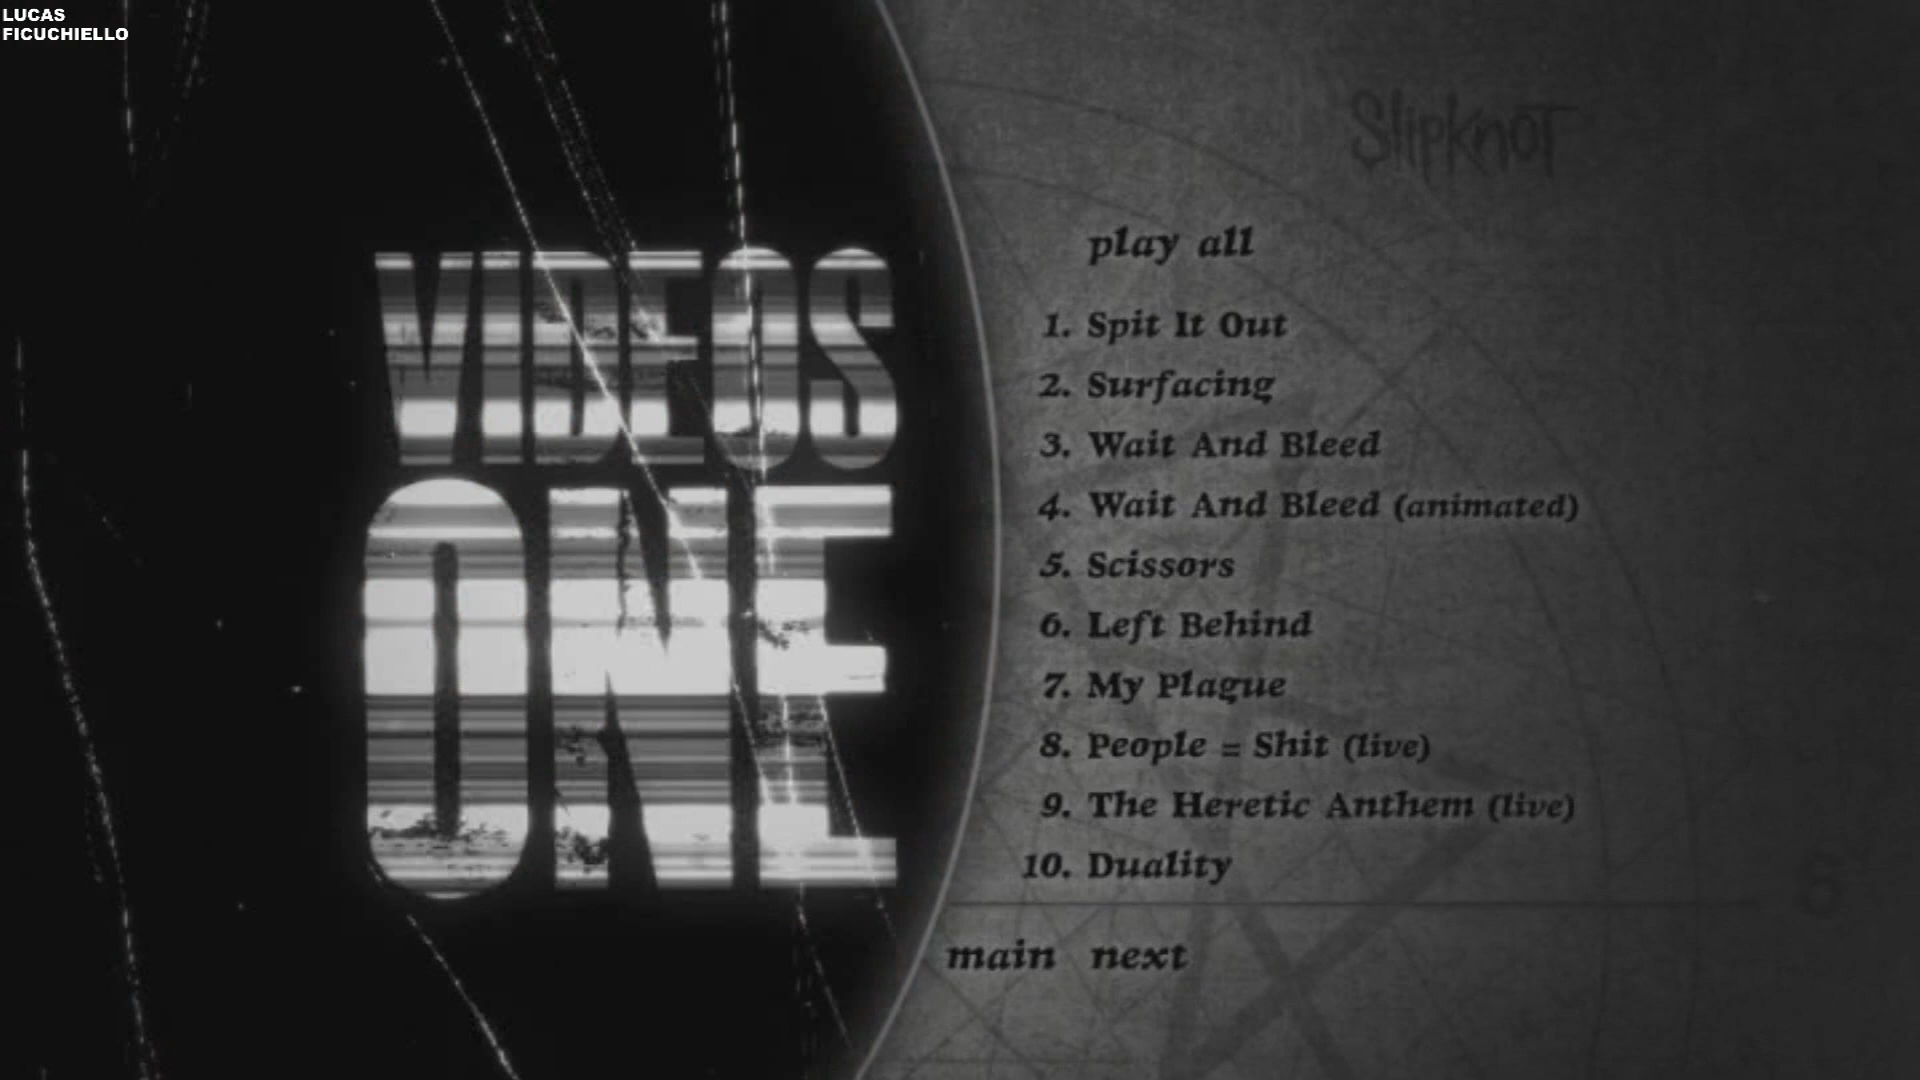 LUCAS
FICUCHIELLO
VIDEOS
ONE
Slipknot
play all
1. Spit It Out
2. Surfacing
3. Wait And Bleed
4. Wait And Bleed (animated)
5. Scissors
6. Left Behind
7. My Plague
8. People = Shit (live)
9. The Heretic Anthem (live)
10. Duality
main next